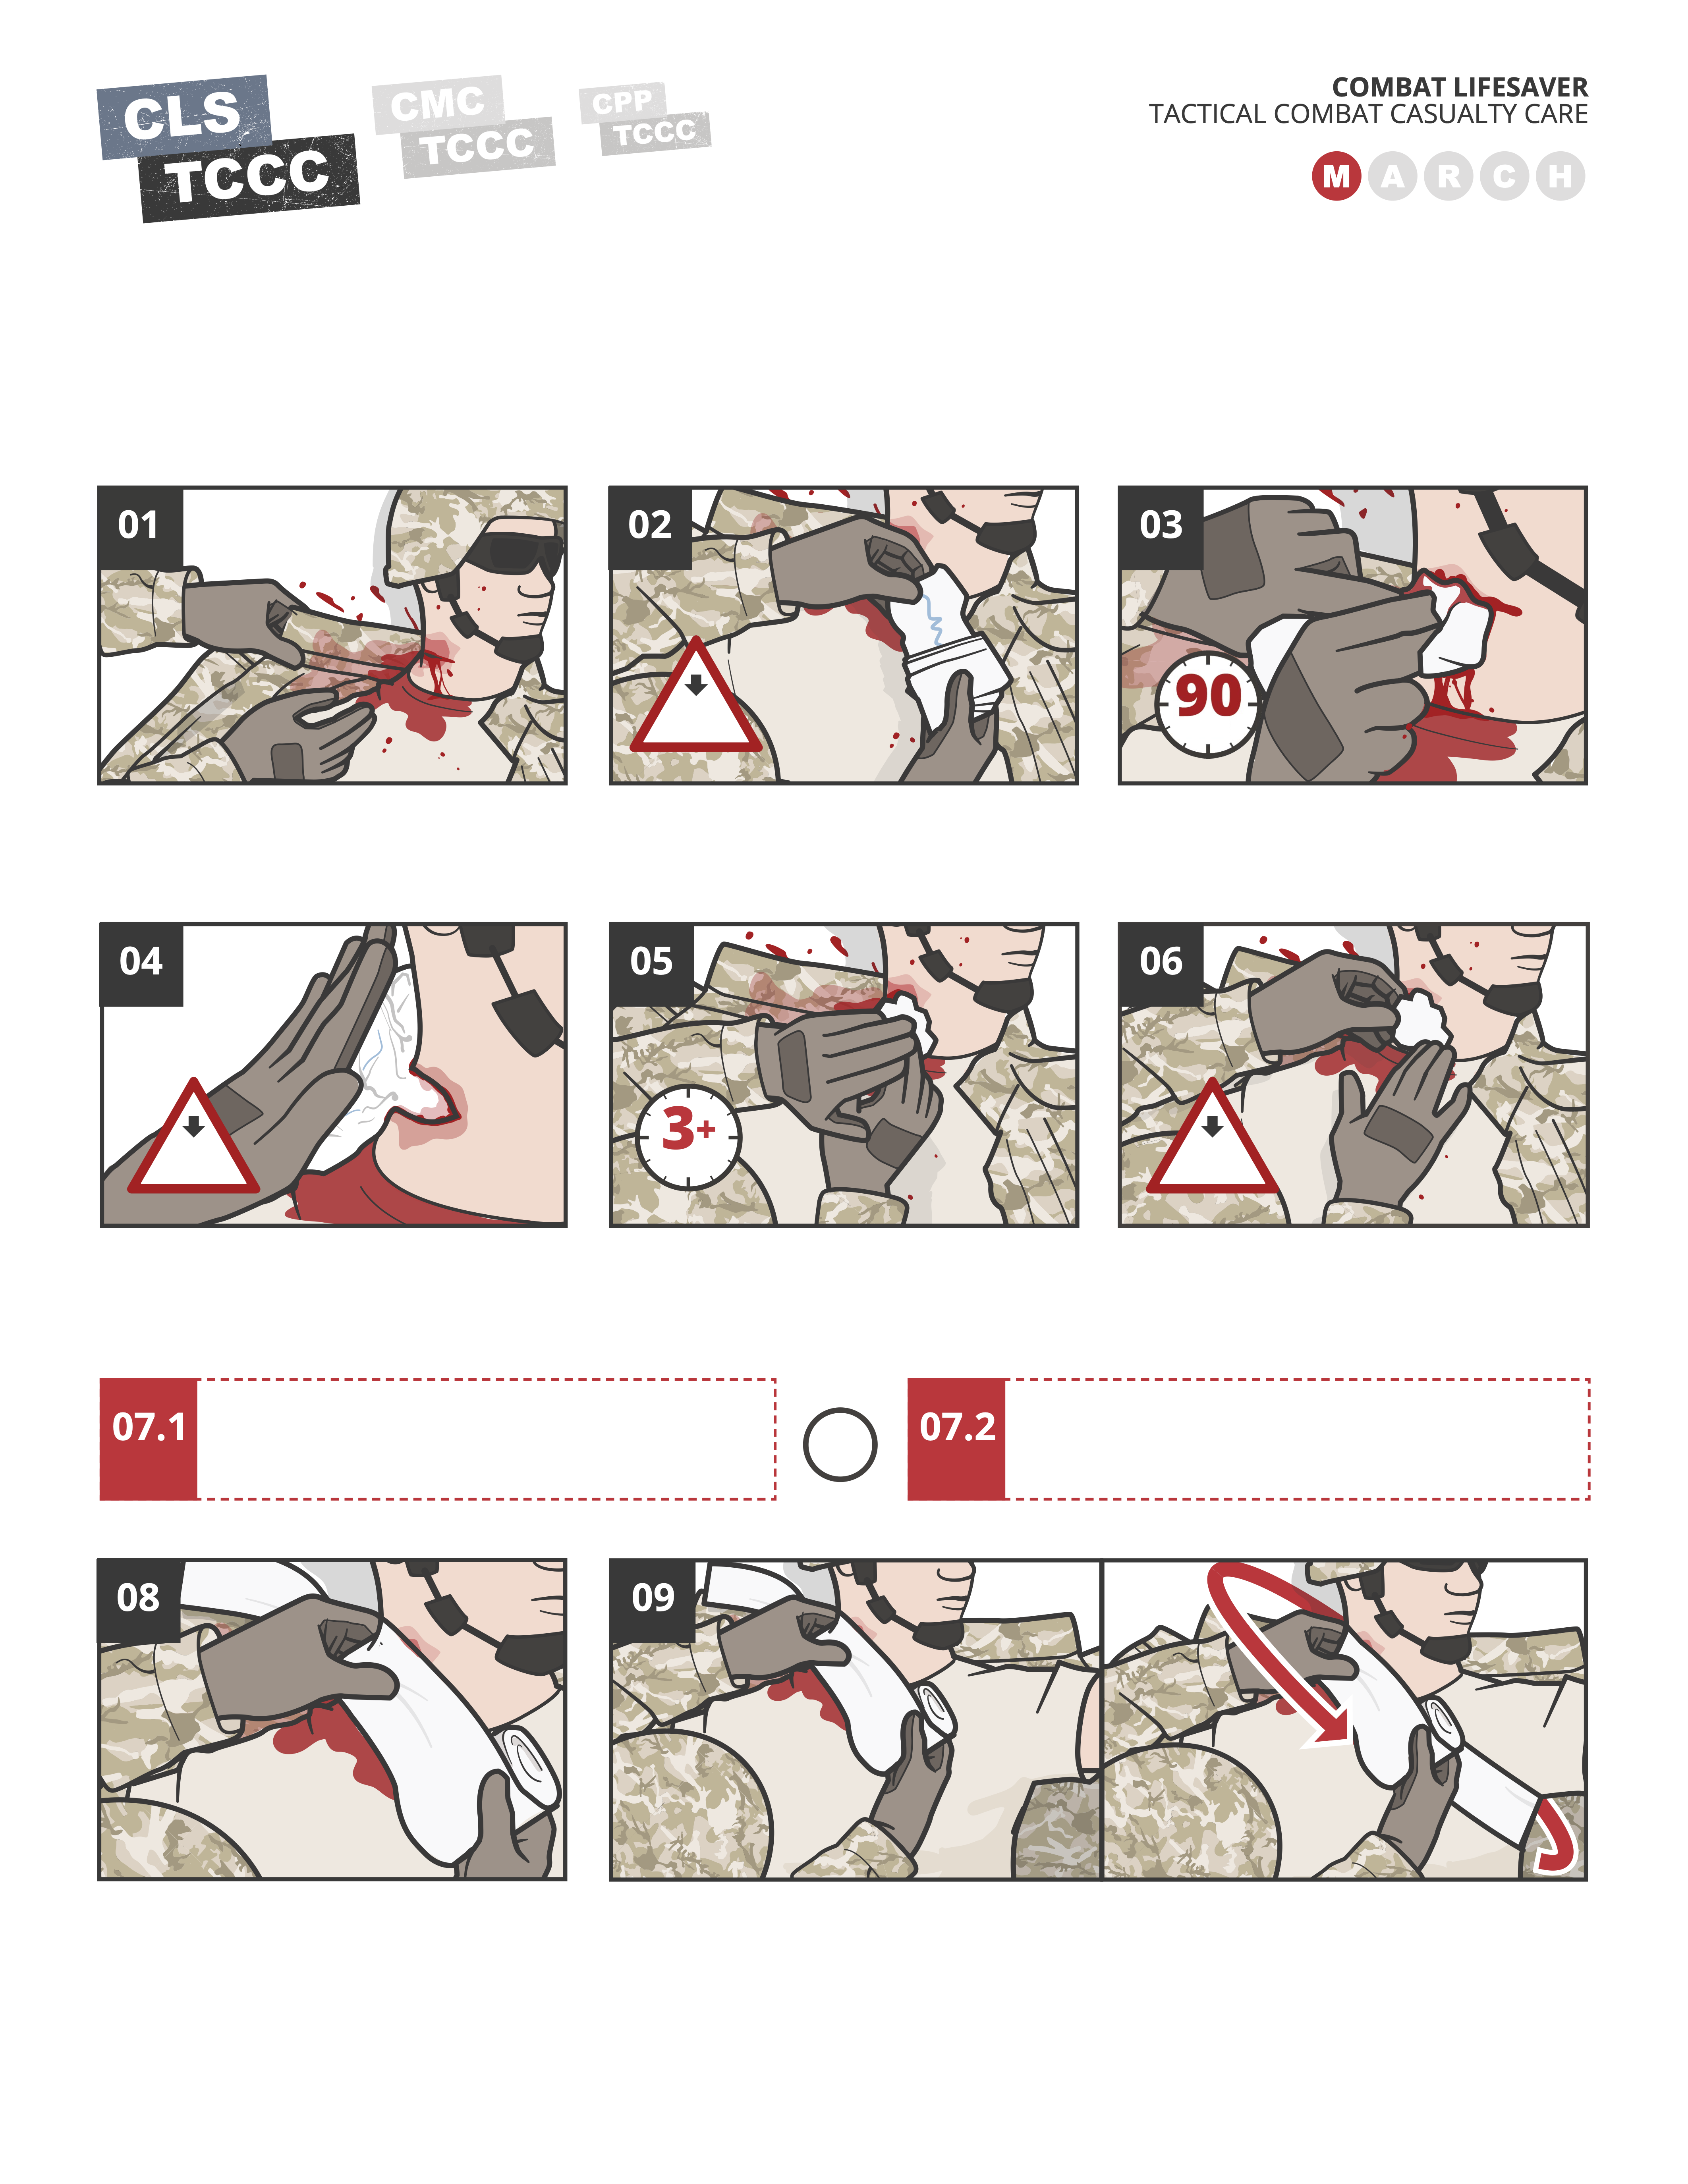 CLS
TCCC
CMC
TCCC
CPP
TCCC
COMBAT LIFESAVER
TACTICAL COMBAT CASUALTY CARE
M A R C H
01
02
03
90
04
05
3+
06
07.1
07.2
08
09